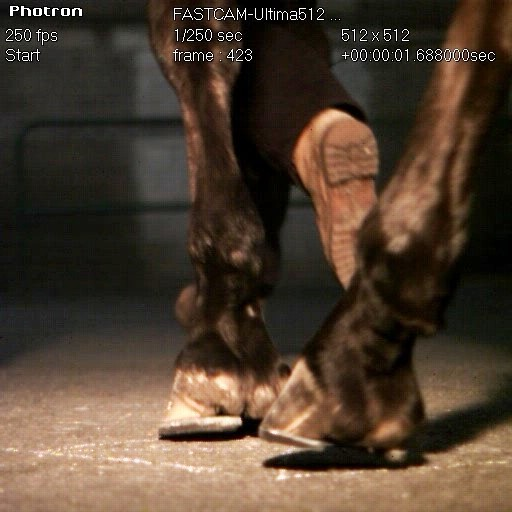 Photron FASTCAM-Ultima512 ...
250 fps 1/250 sec 512 x 512
Start frame : 423 +00:00:01.688000sec